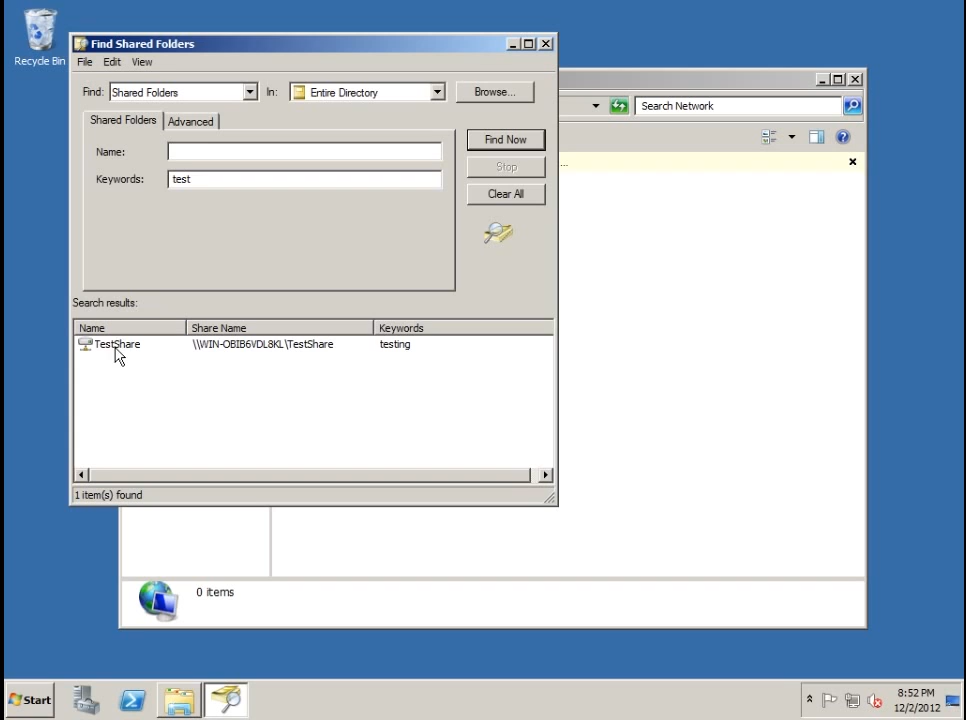 Recycle Bin
Find Shared Folders
File Edit View
Find: Shared Folders In: Entire Directory Browse...
Search Network
Shared Folders Advanced
Find Now
Name:
...
Stop
Keywords: test
Clear All
Search results:
Name Share Name Keywords
TestShare \\WIN-OBIB6VDL8KL\TestShare testing
1 item(s) found
0 items
Start
8:52 PM
12/2/2012